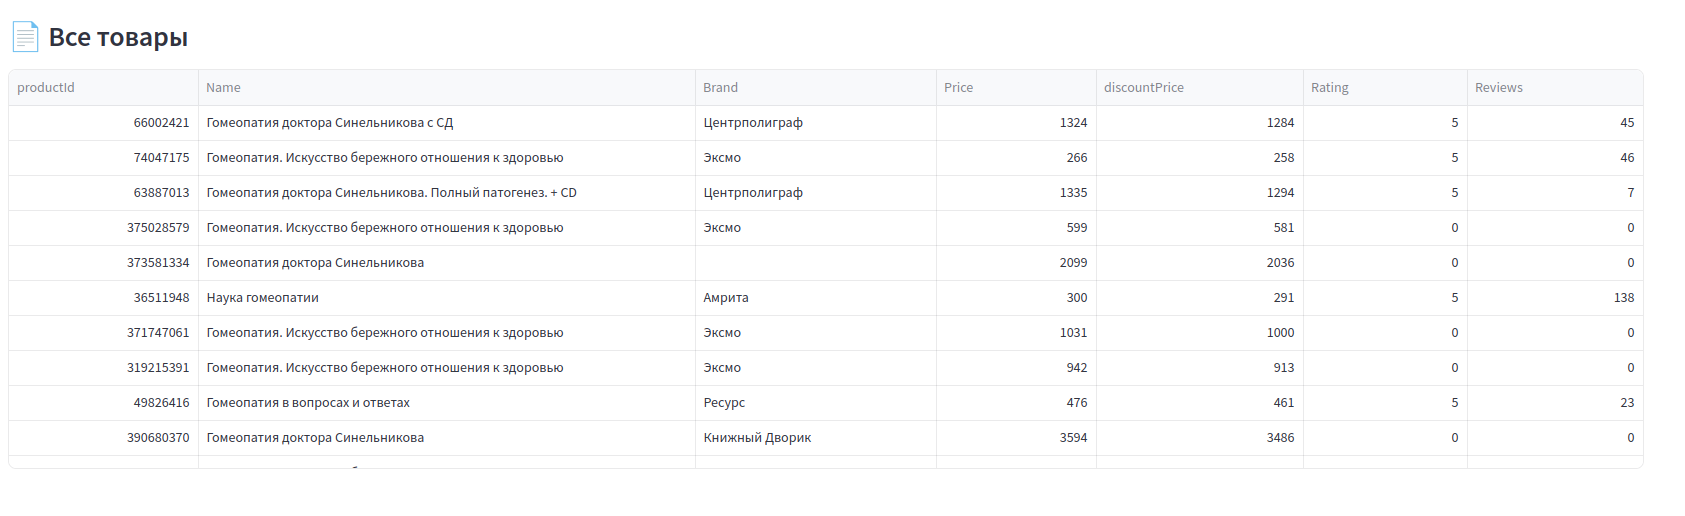 Все товары
productId Name Brand Price discountPrice Rating Reviews
66002421 Гомеопатия доктора Синельникова с СД Центрполиграф 1324 1284 5 45
74047175 Гомеопатия. Искусство бережного отношения к здоровью Эксмо 266 258 5 46
63887013 Гомеопатия доктора Синельникова. Полный патогенез. + CD Центрполиграф 1335 1294 5 7
375028579 Гомеопатия. Искусство бережного отношения к здоровью Эксмо 599 581 0 0
373581334 Гомеопатия доктора Синельникова 2099 2036 0 0
36511948 Наука гомеопатии Амрита 300 291 5 138
371747061 Гомеопатия. Искусство бережного отношения к здоровью Эксмо 1031 1000 0 0
319215391 Гомеопатия. Искусство бережного отношения к здоровью Эксмо 942 913 0 0
49826416 Гомеопатия в вопросах и ответах Ресурс 476 461 5 23
390680370 Гомеопатия доктора Синельникова Книжный Дворик 3594 3486 0 0